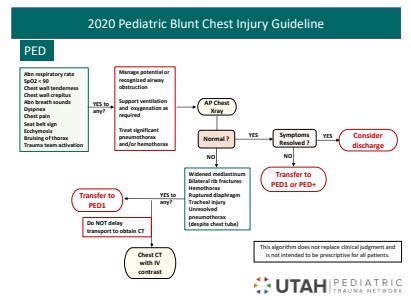 2020 Pediatric Blunt Chest Injury Guideline
PED
Abn respiratory rate
SpO2 < 90
Chest wall tenderness
Chest wall crepitus
Abn breath sounds
Dyspnea
Chest pain
Seat belt sign
Ecchymosis
Bruising of thorax
Trauma team activation
YES to
any?
Manage potential or
recognized airway
obstruction
Support ventilation
and oxygenation as
required
Treat significant
pneumothorax
and/or hemothorax
AP Chest
Xray
Normal ?
YES
Symptoms
Resolved ?
YES
Consider
discharge
NO
NO
Transfer to
PED1 or PED+
Widened mediastinum
Bilateral rib fractures
Hemothorax
Ruptured diaphragm
Tracheal injury
Unresolved
pneumothorax
(despite chest tube)
YES to
any?
Transfer to
PED1
Do NOT delay
transport to obtain CT
Chest CT
with IV
contrast
This algorithm does not replace clinical judgment and
is not intended to be prescriptive for all patients.
UTAH PEDIATRIC
TRAUMA NETWORK